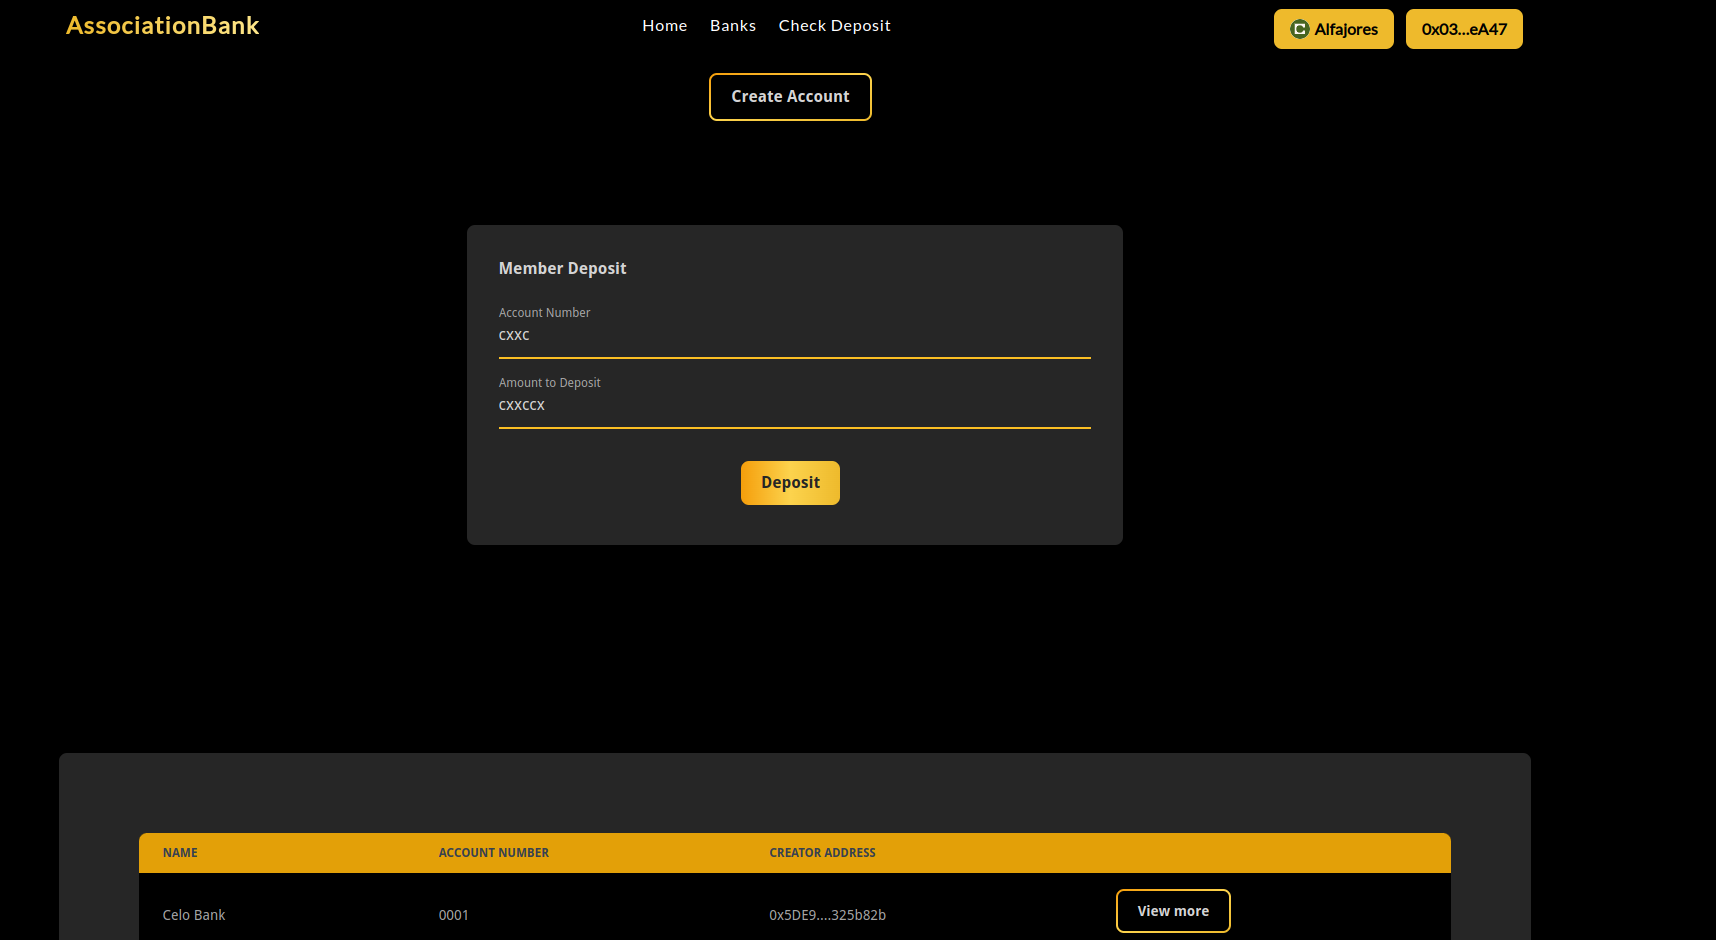 AssociationBank Home Banks Check Deposit Alfajores 0x03...eA47
Create Account
Member Deposit
Account Number
cxxc
Amount to Deposit
cxxccx
Deposit
NAME ACCOUNT NUMBER CREATOR ADDRESS
Celo Bank 0001 0x5DE9....325b82b View more